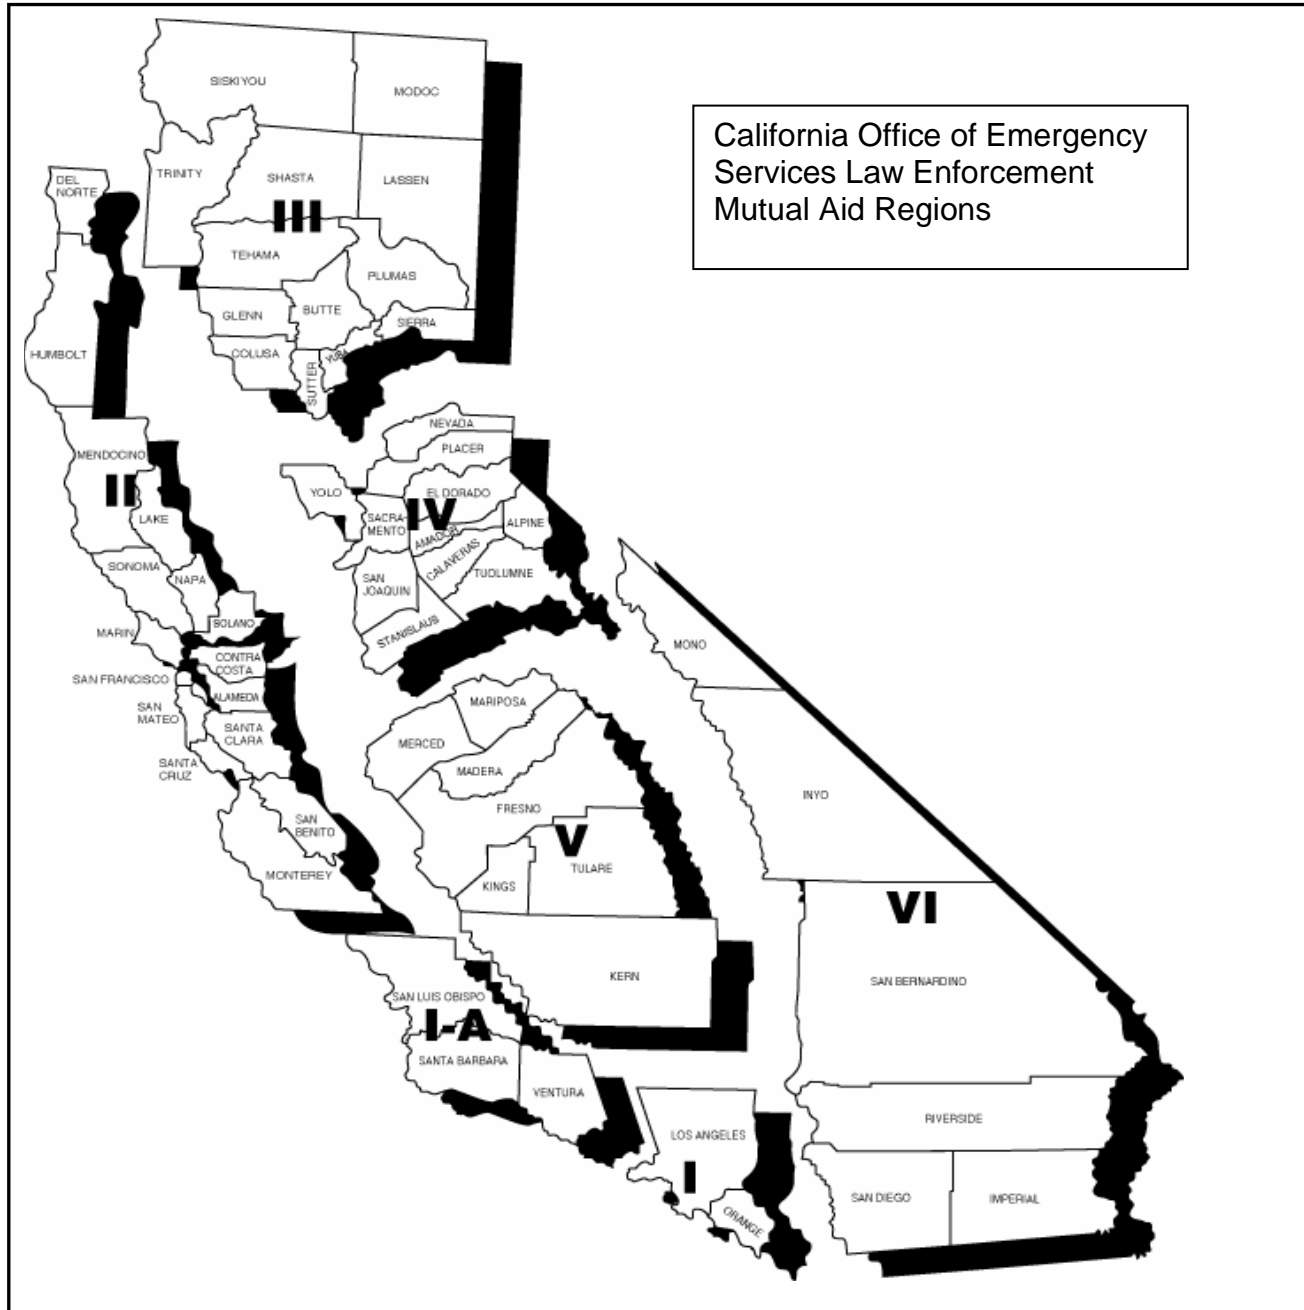 California Office of Emergency
Services Law Enforcement
Mutual Aid Regions
SISKIYOU
MODOC
TRINITY
SHASTA
LASSEN
III
DEL
NORTE
TEHAMA
PLUMAS
GLENN
BUTTE
SIERRA
HUMBOLT
COLUSA
YUBA
SUTTER
NEVADA
PLACER
MENDOCINO
II
YOLO
EL DORADO
IV
LAKE
SACRA-
MENTO
ALPINE
AMADOR
CALAVERAS
SONOMA
NAPA
SAN
JOAQUIN
TUOLUMNE
MARIN
SOLANO
STANISLAUS
MONO
CONTRA
COSTA
SAN FRANCISCO
ALAMEDA
SAN
MATEO
MARIPOSA
SANTA
CLARA
MERCED
SANTA
CRUZ
MADERA
INYO
FRESNO
SAN
BENITO
V
TULARE
MONTEREY
KINGS
VI
KERN
SAN BERNARDINO
SAN LUIS OBISPO
I-A
SANTA BARBARA
VENTURA
RIVERSIDE
LOS ANGELES
I
SAN DIEGO
IMPERIAL
ORANGE